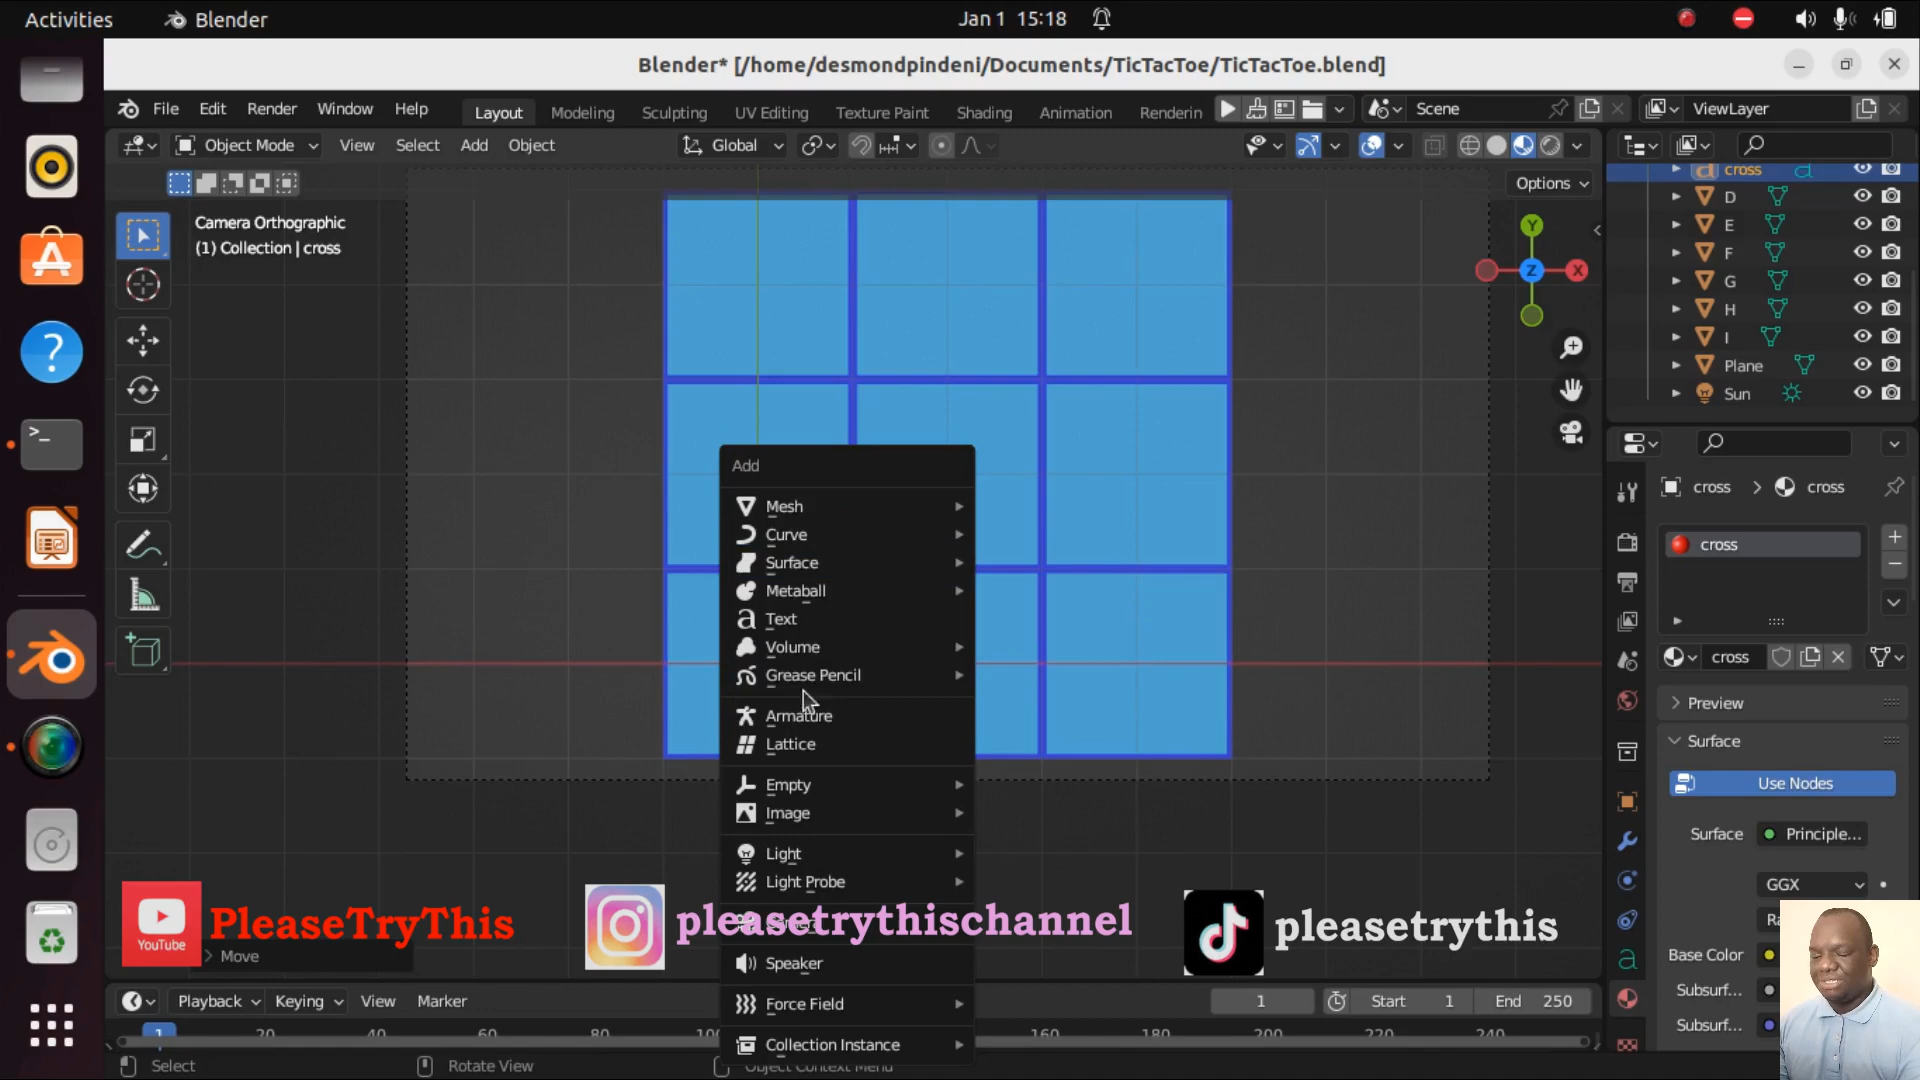 Activities
Blender
Jan 1 15:18
Blender* [/home/desmondpindeni/Documents/TicTacToe/TicTacToe.blend]
File Edit Render Window Help
Layout Modeling Sculpting UV Editing Texture Paint Shading Animation Renderin
Scene
ViewLayer
Object Mode View Select Add Object
Global
Options
Camera Orthographic
(1) Collection | cross
Y
Z
X
cross
D
E
F
G
H
I
Plane
Sun
cross > cross
cross
cross
Preview
Surface
Use Nodes
Surface Principle...
GGX
Base Color
Subsurf...
Subsurf...
Add
Mesh
Curve
Surface
Metaball
Text
Volume
Grease Pencil
Armature
Lattice
Empty
Image
Light
Light Probe
Speaker
Force Field
Collection Instance
YouTube
PleaseTryThis
pleasetrythischannel
pleasetrythis
Move
Playback Keying View Marker
1
Start 1
End 250
1 20 40 60 80 160 180 200 240
Select
Rotate View
Object Context Menu